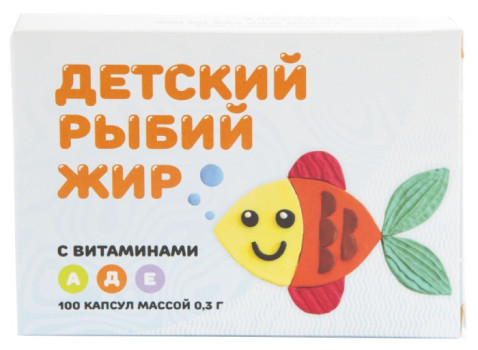 ДЕТСКИЙ
РЫБИЙ
ЖИР
С ВИТАМИНАМИ
А Д Е
100 КАПСУЛ МАССОЙ 0,3 Г